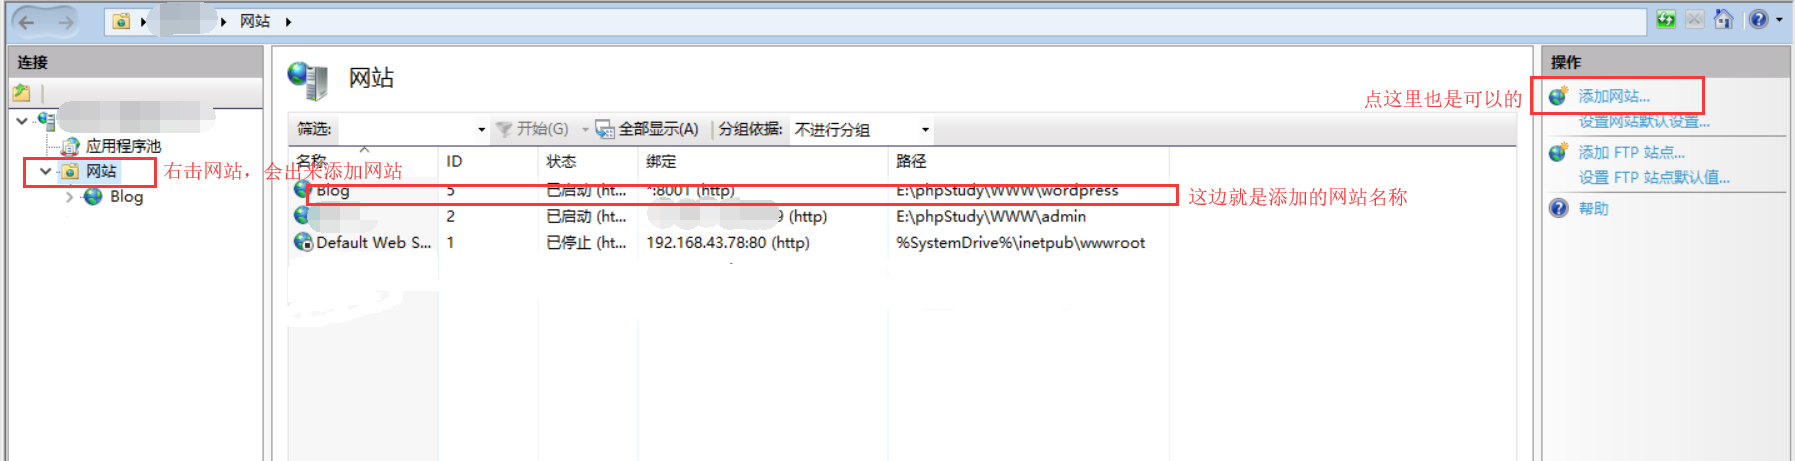 网站
连接
应用程序池
网站
右击网站，会出来添加网站
Blog
网站
筛选:
开始(G)
全部显示(A)
分组依据:
不进行分组
名称 ID 状态 绑定 路径
Blog 5 已启动 (ht... *:8001 (http) E:\phpStudy\WWW\wordpress
这边就是添加的网站名称
2 已启动 (ht... 9 (http) E:\phpStudy\WWW\admin
Default Web S... 1 已停止 (ht... 192.168.43.78:80 (http) %SystemDrive%\inetpub\wwwroot
操作
点这里也是可以的
添加网站...
设置网站默认设置...
添加 FTP 站点...
设置 FTP 站点默认值...
帮助